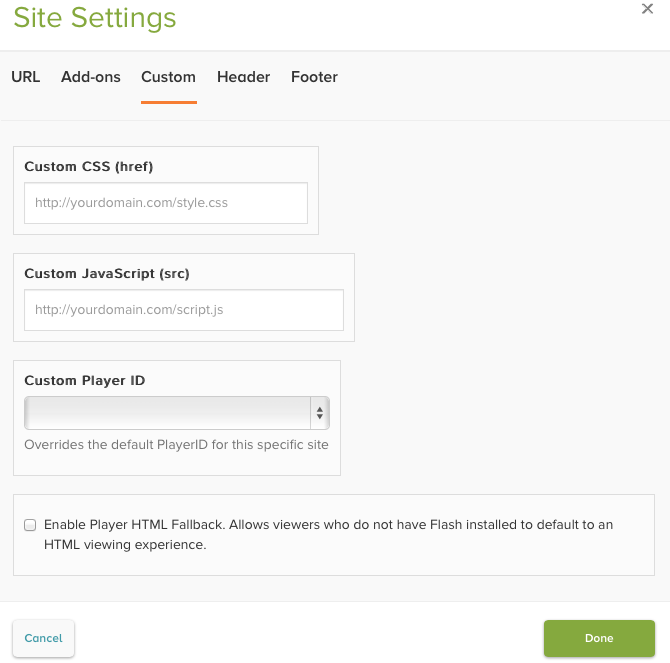 Site Settings
URL Add-ons Custom Header Footer
Custom CSS (href)
http://yourdomain.com/style.css
Custom JavaScript (src)
http://yourdomain.com/script.js
Custom Player ID
Overrides the default PlayerID for this specific site
Enable Player HTML Fallback. Allows viewers who do not have Flash installed to default to an
HTML viewing experience.
Cancel Done